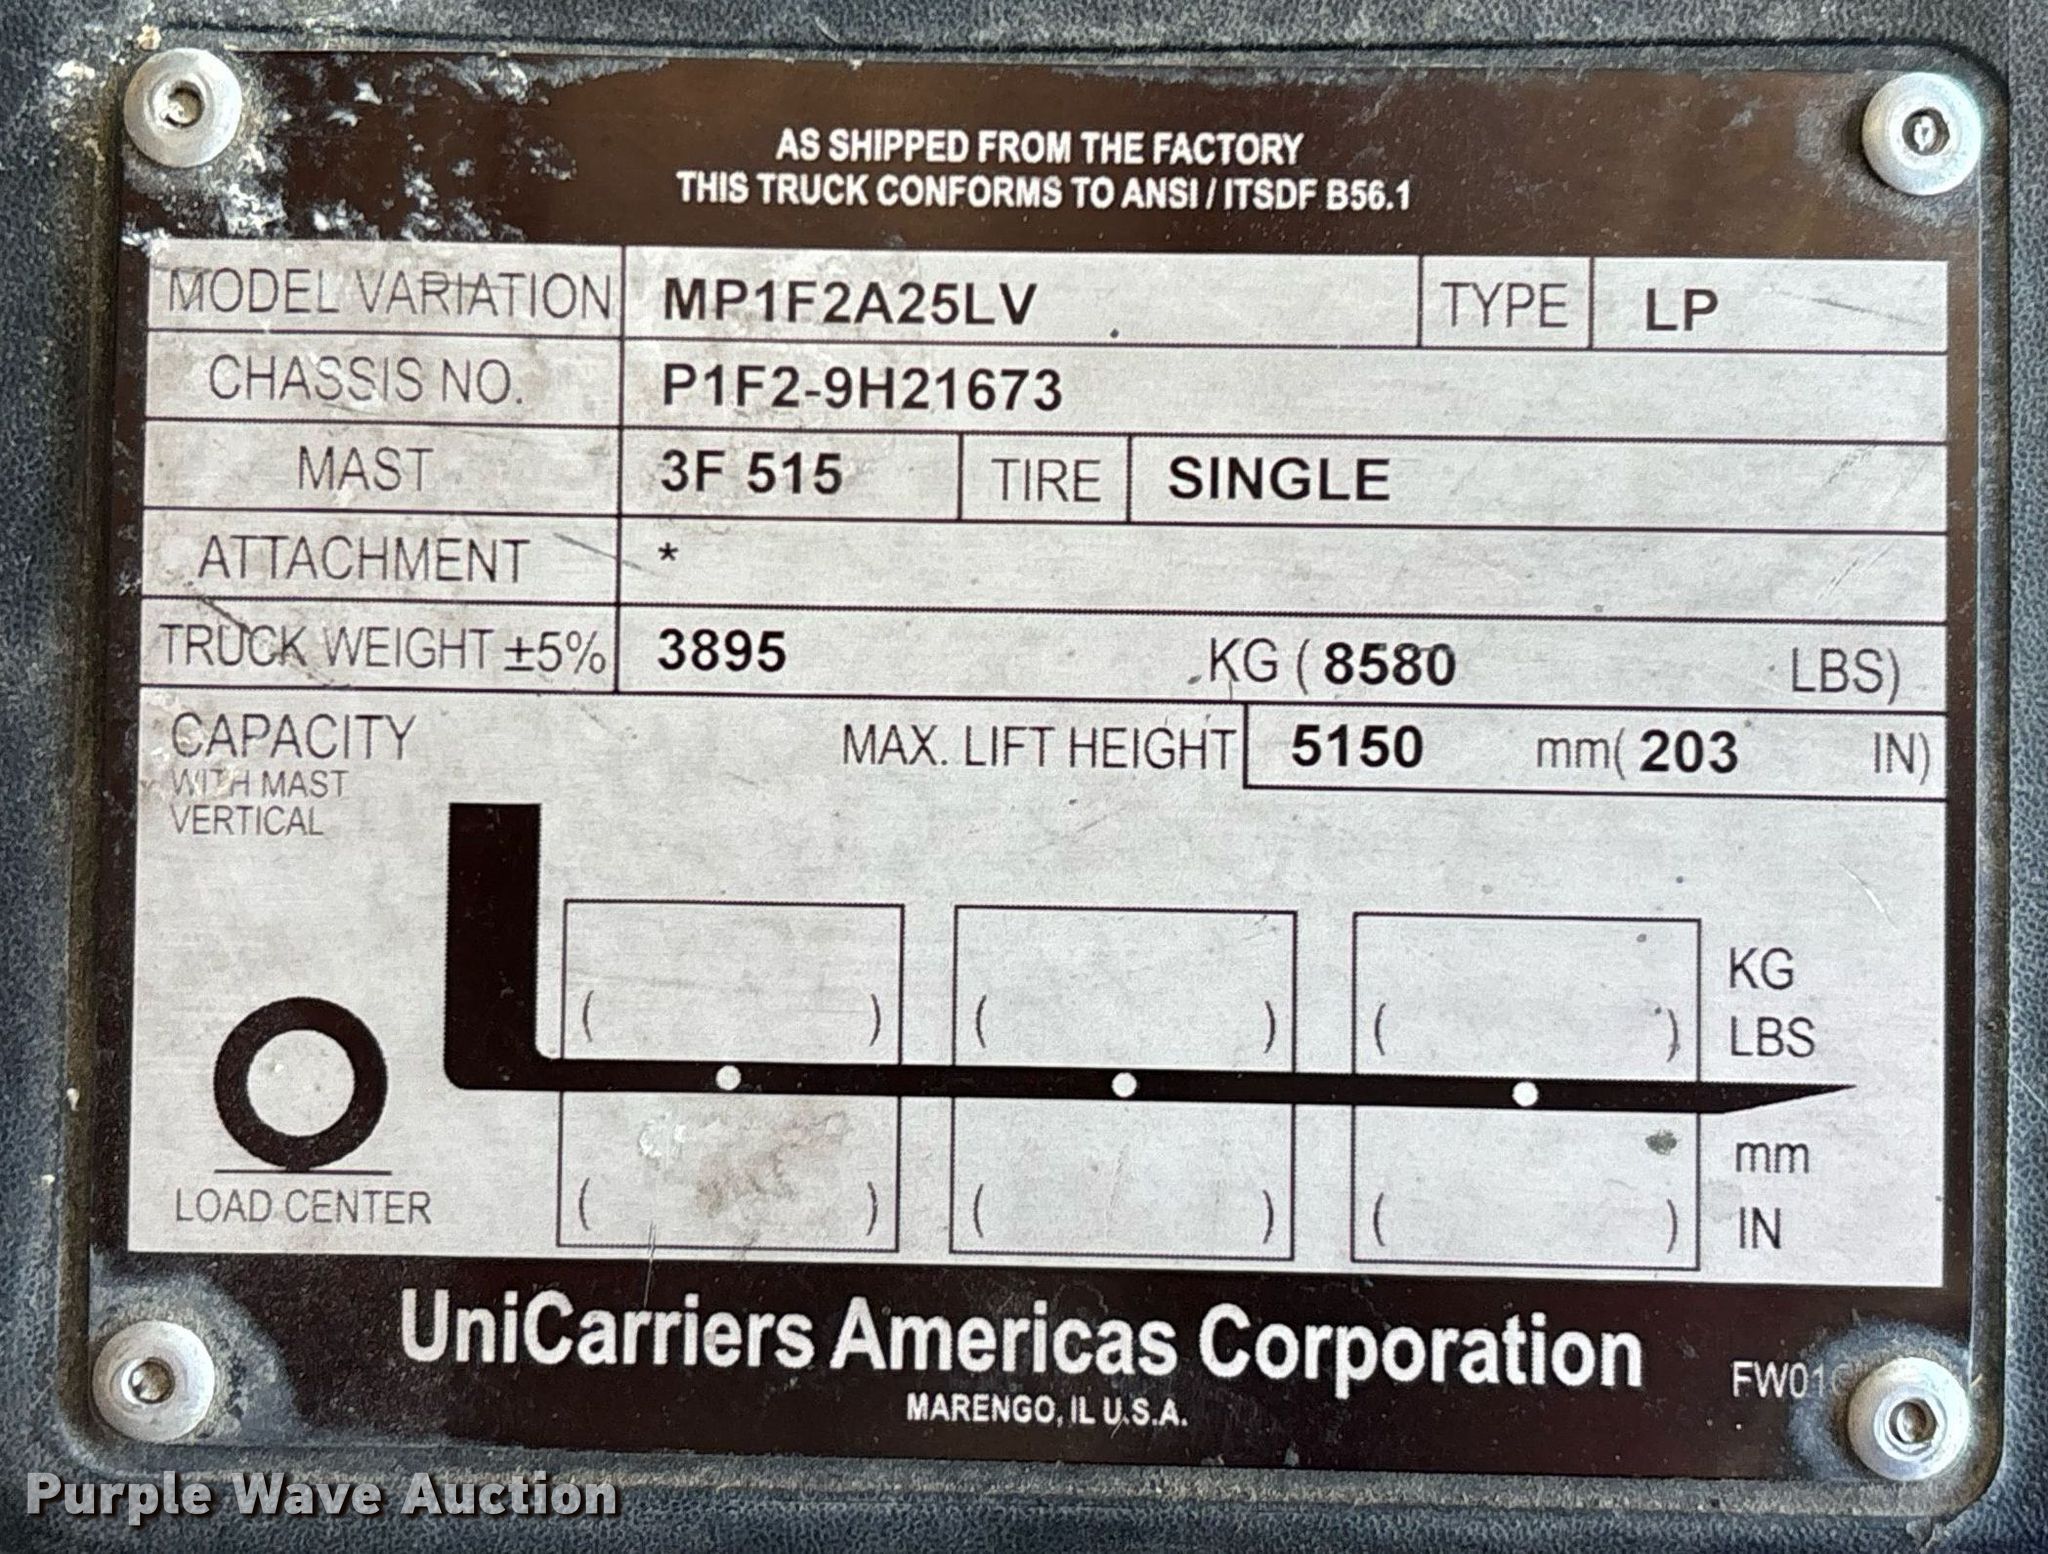 AS SHIPPED FROM THE FACTORY
THIS TRUCK CONFORMS TO ANSI / ITSDF B56.1
MODEL VARIATION MP1F2A25LV TYPE LP
CHASSIS NO. P1F2-9H21673
MAST 3F 515 TIRE SINGLE
ATTACHMENT *
TRUCK WEIGHT ±5% 3895 KG ( 8580 LBS)
CAPACITY MAX. LIFT HEIGHT 5150 mm( 203 IN)
WITH MAST
VERTICAL
KG
( ) ( ) ( ) LBS
mm
LOAD CENTER ( ) ( ) ( ) IN
UniCarriers Americas Corporation
MARENGO, IL U.S.A.
Purple Wave Auction